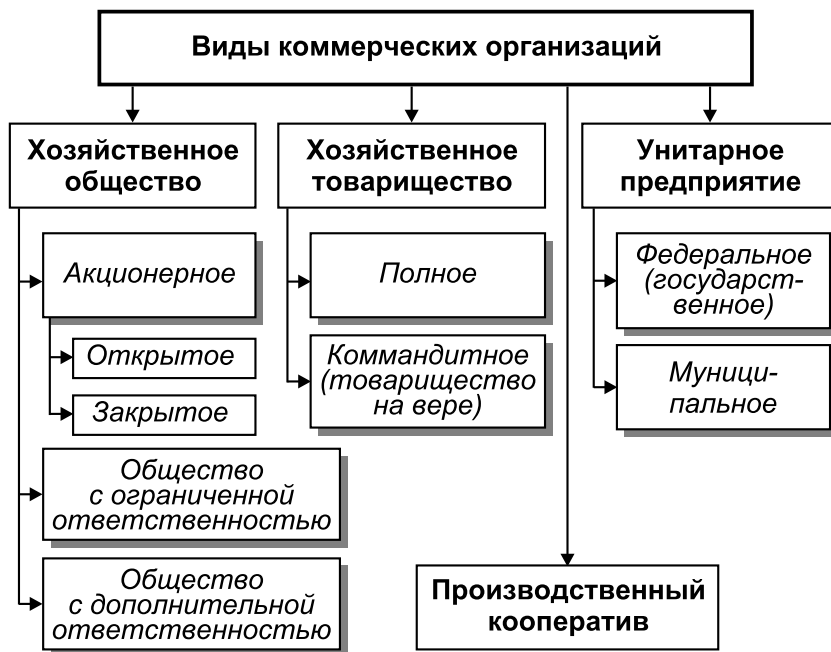 Виды коммерческих организаций
Хозяйственное
общество
Акционерное
Открытое
Закрытое
Общество
с ограниченной
ответственностью
Общество
с дополнительной
ответственностью
Хозяйственное
товарищество
Полное
Коммандитное
(товарищество
на вере)
Производственный
кооператив
Унитарное
предприятие
Федеральное
(государст-
венное)
Муници-
пальное